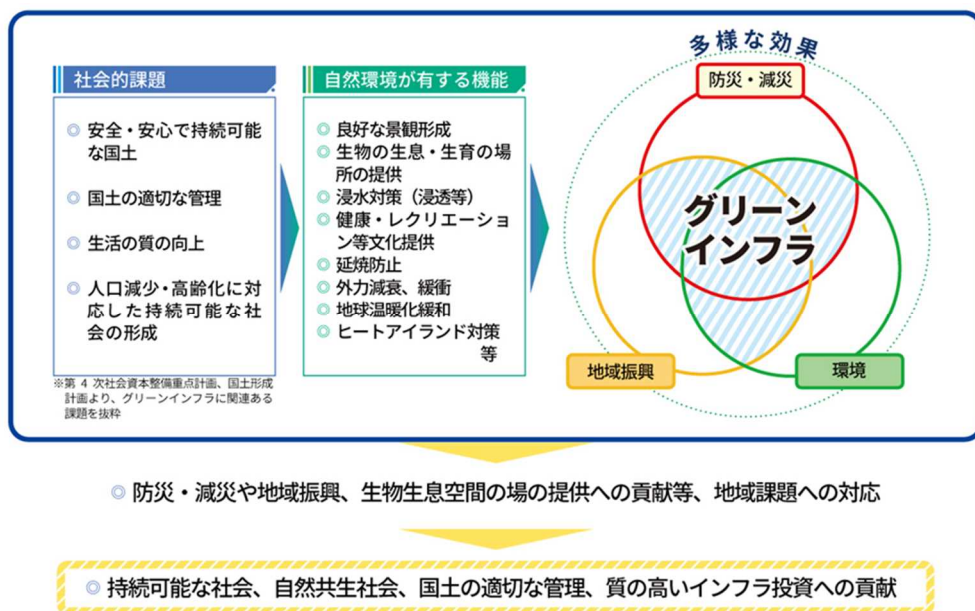 社会的課題
◎ 安全・安心で持続可能
な国土
◎ 国土の適切な管理
◎ 生活の質の向上
◎ 人口減少・高齢化に対
応した持続可能な社
会の形成
※第 4 次社会資本整備重点計画、国土形成
計画より、グリーンインフラに関連ある
課題を抜粋
自然環境が有する機能
◎ 良好な景観形成
◎ 生物の生息・生育の場
所の提供
◎ 浸水対策（浸透等）
◎ 健康・レクリエーショ
ン等文化提供
◎ 延焼防止
◎ 外力減衰、緩衝
◎ 地球温暖化緩和
◎ ヒートアイランド対策
等
多様な効果
防災・減災
グリーン
インフラ
地域振興
環境
◎ 防災・減災や地域振興、生物生息空間の場の提供への貢献等、地域課題への対応
◎ 持続可能な社会、自然共生社会、国土の適切な管理、質の高いインフラ投資への貢献